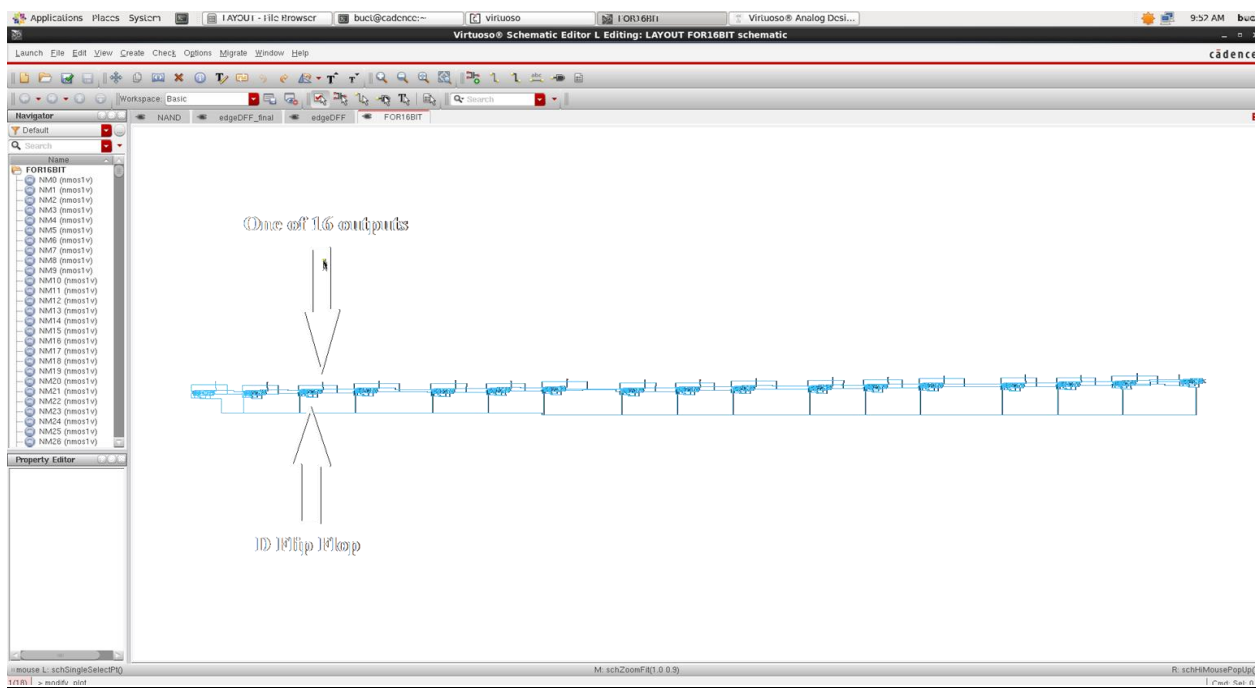 Applications Places System LAYOUT - File Browser buet@cadence:~ virtuoso FOR16BIT Virtuoso® Analog Desi... 9:52 AM
Virtuoso® Schematic Editor L Editing: LAYOUT FOR16BIT schematic
Launch File Edit View Create Check Options Migrate Window Help cādence
Workspace: Basic Search
Navigator NAND edgeDFF_final edgeDFF FOR16BIT
Default
Search
Name
FOR16BIT
NM0 (nmos1v)
NM1 (nmos1v)
NM2 (nmos1v)
NM3 (nmos1v)
NM4 (nmos1v)
NM5 (nmos1v)
NM6 (nmos1v)
NM7 (nmos1v)
NM8 (nmos1v)
NM9 (nmos1v)
NM10 (nmos1v)
NM11 (nmos1v)
NM12 (nmos1v)
NM13 (nmos1v)
NM14 (nmos1v)
NM15 (nmos1v)
NM16 (nmos1v)
NM17 (nmos1v)
NM18 (nmos1v)
NM19 (nmos1v)
NM20 (nmos1v)
NM21 (nmos1v)
NM22 (nmos1v)
NM23 (nmos1v)
NM24 (nmos1v)
NM25 (nmos1v)
NM26 (nmos1v)
Property Editor
One of 16 outputs
D Flip Flop
mouse L: schSingleSelectPt() M: schZoomFit(1.0 0.9) R: schHiMousePopUp()
1(18) > modify plot Cmd: Sel: 0